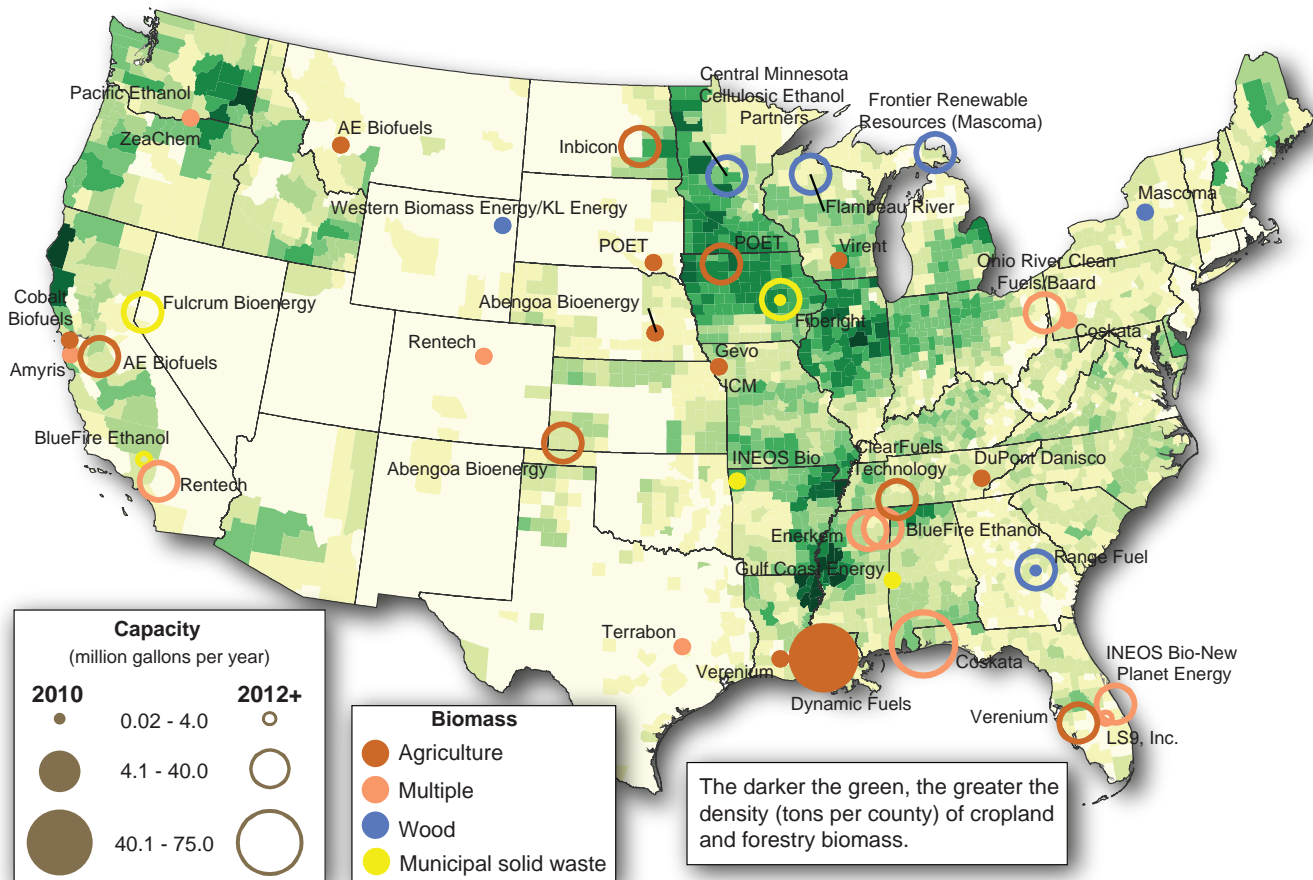 Central Minnesota
Cellulosic Ethanol
Partners
Frontier Renewable
Resources (Mascoma)
Pacific Ethanol
ZeaChem
AE Biofuels
Inbicon
Mascoma
Western Biomass Energy/KL Energy
Flambeau River
POET
POET
Virent
Ohio River Clean
Fuels/Baard
Cobalt
Biofuels
Fulcrum Bioenergy
Abengoa Bioenergy
Fiberight
Coskata
Rentech
Gevo
Amyris
AE Biofuels
ICM
BlueFire Ethanol
Abengoa Bioenergy
INEOS Bio
ClearFuels
Technology
DuPont Danisco
Rentech
Enerkem
BlueFire Ethanol
Gulf Coast Energy
Range Fuel
Terrabon
Verenium
Coskata
Dynamic Fuels
INEOS Bio-New
Planet Energy
Verenium
LS9, Inc.
Capacity
(million gallons per year)
2010
2012+
0.02 - 4.0
4.1 - 40.0
40.1 - 75.0
Biomass
Agriculture
Multiple
Wood
Municipal solid waste
The darker the green, the greater the
density (tons per county) of cropland
and forestry biomass.